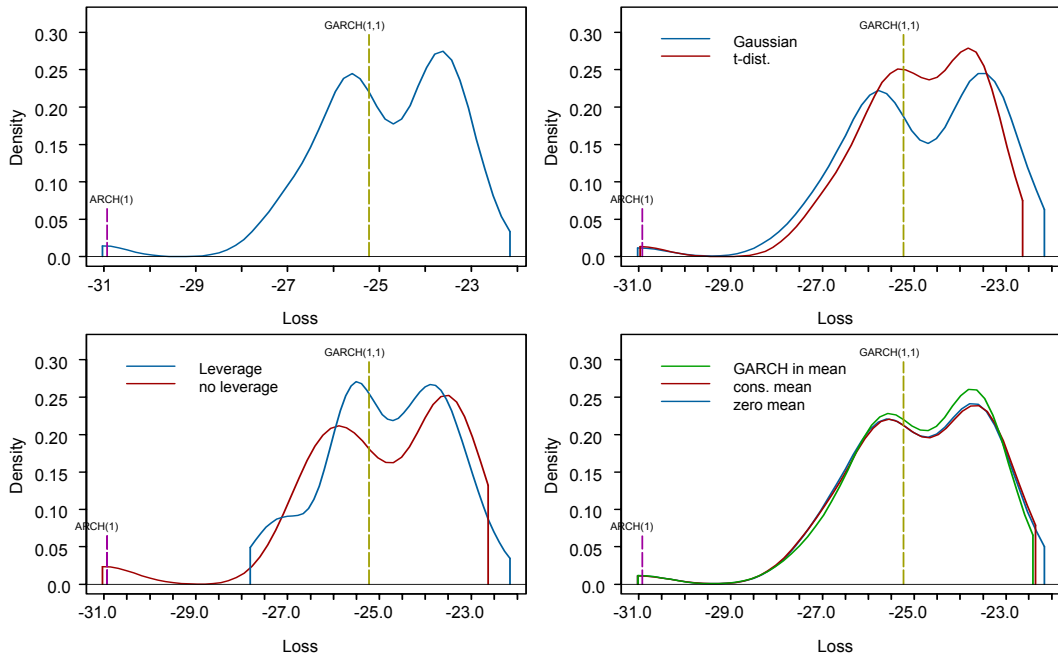 GARCH(1,1)
0.30
0.25
0.20
0.15
0.10
0.05
0.0
Density
ARCH(1)
-31
-29
-27
-25
-23
Loss
GARCH(1,1)
Gaussian
t-dist.
0.30
0.25
0.20
0.15
0.10
0.05
0.0
Density
ARCH(1)
-31.0
-29.0
-27.0
-25.0
-23.0
Loss
GARCH(1,1)
Leverage
no leverage
0.30
0.25
0.20
0.15
0.10
0.05
0.0
Density
ARCH(1)
-31.0
-29.0
-27.0
-25.0
-23.0
Loss
GARCH(1,1)
GARCH in mean
cons. mean
zero mean
0.30
0.25
0.20
0.15
0.10
0.05
0.0
Density
ARCH(1)
-31.0
-29.0
-27.0
-25.0
-23.0
Loss